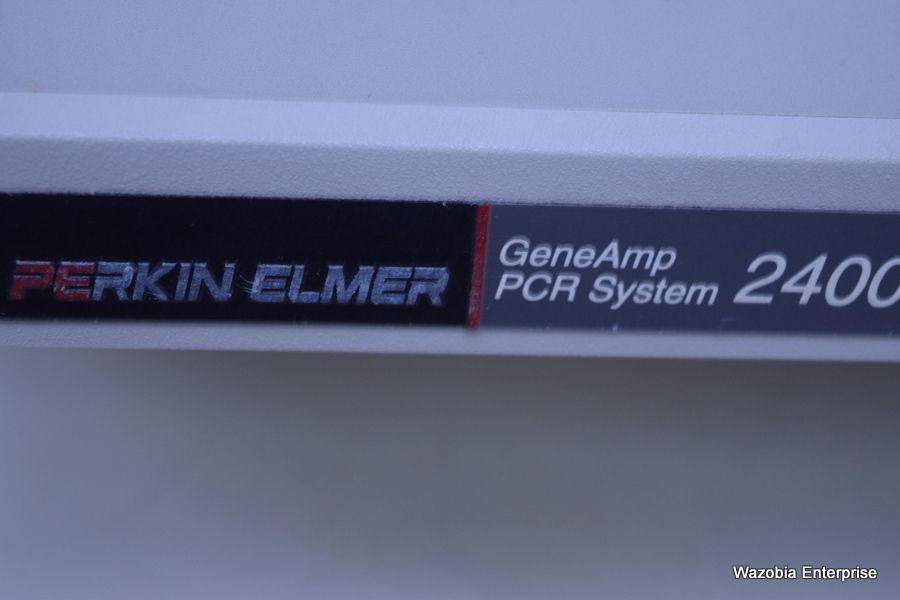 PERKIN ELMER
GeneAmp
PCR System 2400
Wazobia Enterprise